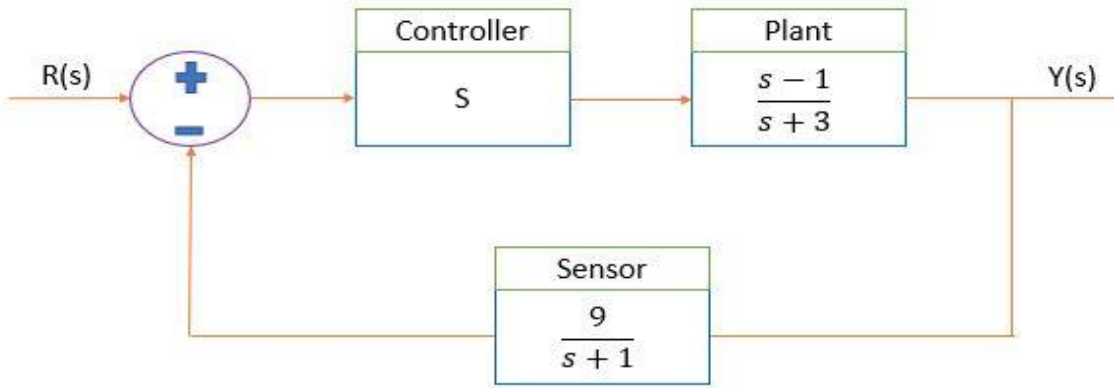 Controller
Plant
R(s)
+
−
S
s − 1
s + 3
Y(s)
Sensor
9
s + 1